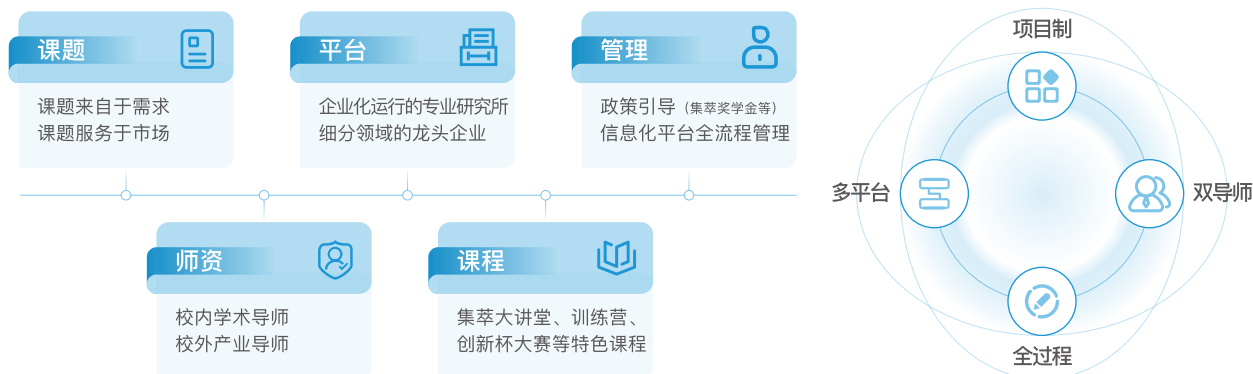 课题
课题来自于需求
课题服务于市场
平台
企业化运行的专业研究所
细分领域的龙头企业
管理
政策引导（集萃奖学金等）
信息化平台全流程管理
师资
校内学术导师
校外产业导师
课程
集萃大讲堂、训练营、
创新杯大赛等特色课程
项目制
多平台
双导师
全过程